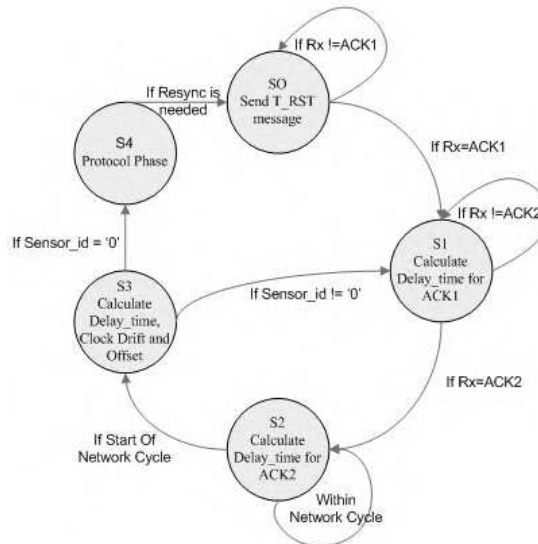 If Rx !=ACK1
SO
Send T_RST
message
If Resync is
needed
S4
Protocol Phase
If Rx=ACK1
If Rx !=ACK2
S1
Calculate
Delay_time for
ACK1
If Sensor_id = '0'
S3
Calculate
Delay_time,
Clock Drift and
Offset
If Sensor_id != '0'
If Rx=ACK2
S2
Calculate
Delay_time for
ACK2
If Start Of
Network Cycle
Within
Network Cycle